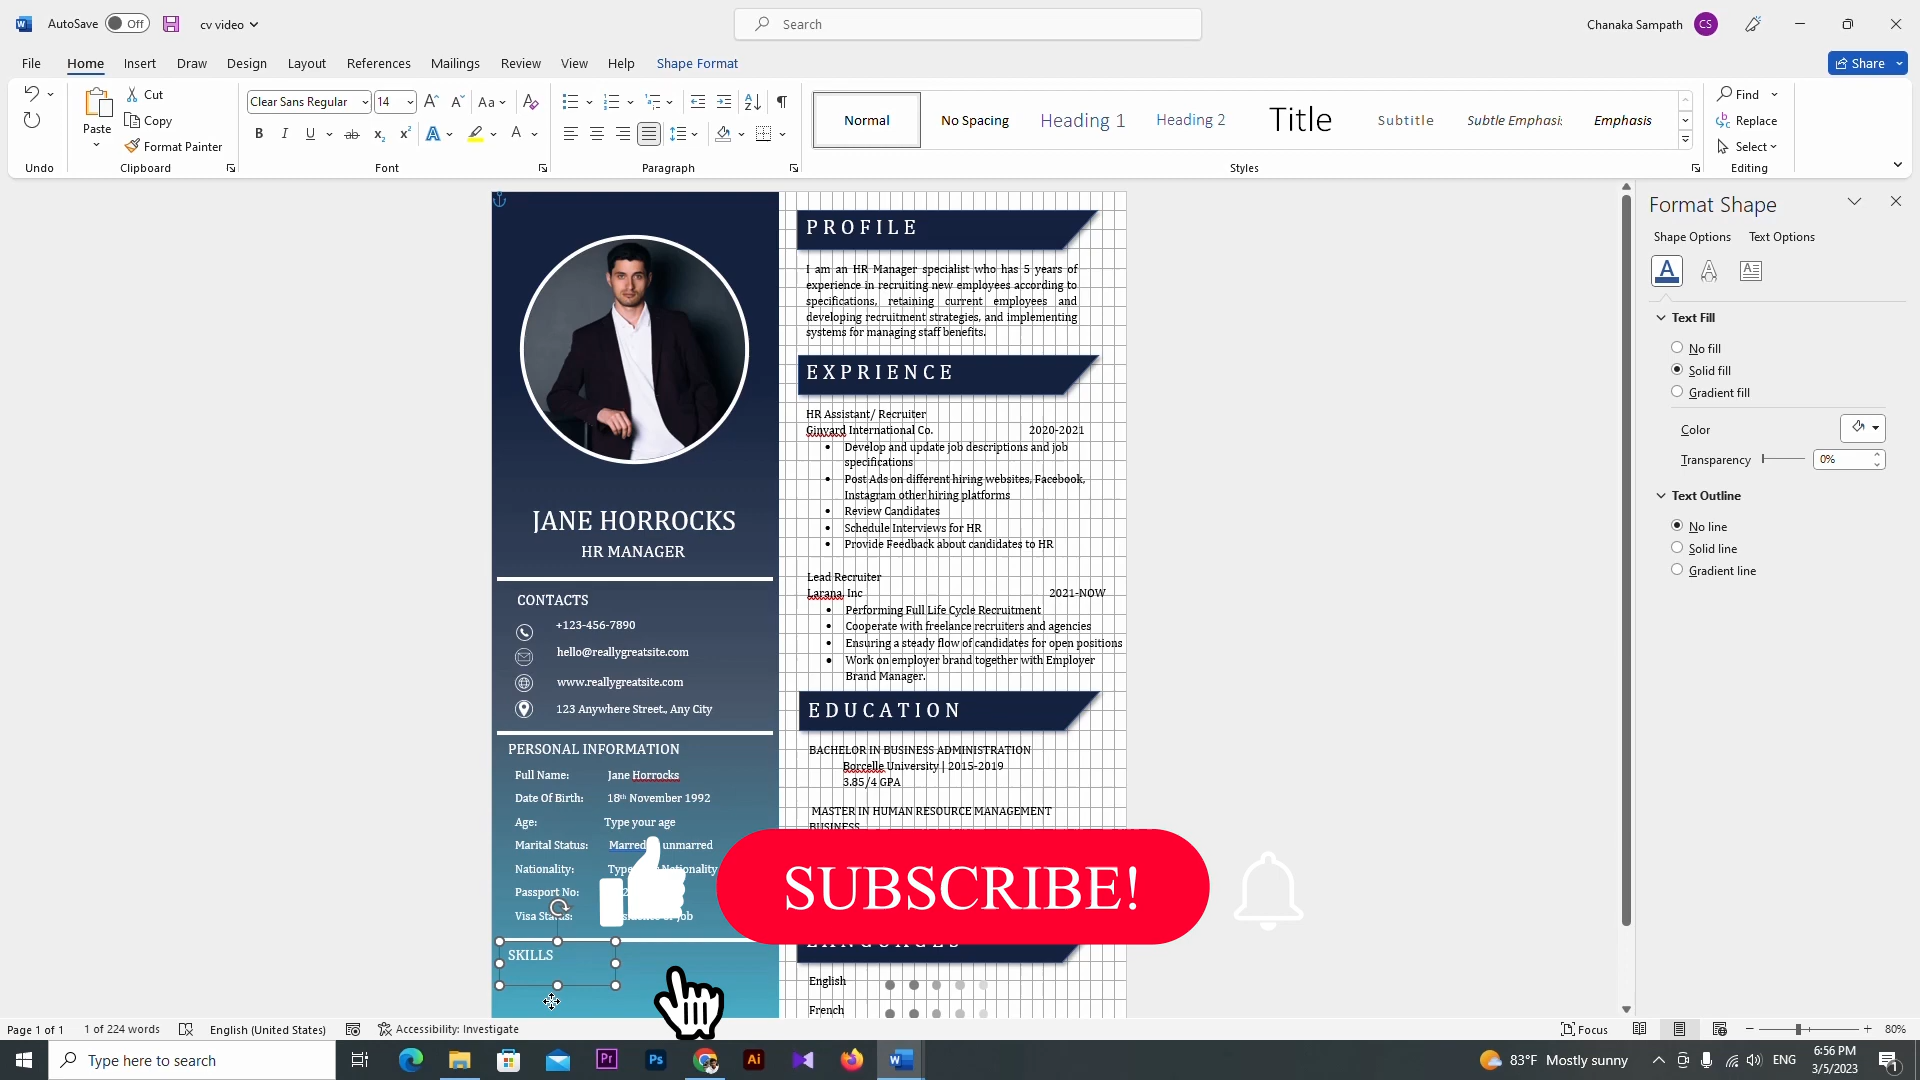 AutoSave Off cv video Search Chanaka Sampath CS
File Home Insert Draw Design Layout References Mailings Review View Help Shape Format Share
Paste Cut Copy Format Painter
Clear Sans Regular 14 Aa
Normal No Spacing Heading 1 Heading 2 Title Subtitle Subtle Emphasis Emphasis
Find Replace Select
Undo Clipboard Font Paragraph Styles Editing
PROFILE
I am an HR Manager specialist who has 5 years of
experience in recruiting new employees according to
specifications, retaining current employees and
developing recruitment strategies, and implementing
systems for managing staff benefits.
EXPRIENCE
HR Assistant/ Recruiter
Ginyard International Co. 2020-2021
• Develop and update job descriptions and job
specifications
• Post Ads on different hiring websites, Facebook,
Instagram other hiring platforms
• Review Candidates
• Schedule Interviews for HR
• Provide Feedback about candidates to HR
Lead Recruiter
Larana, Inc 2021-NOW
• Performing Full Life Cycle Recruitment
• Cooperate with freelance recruiters and agencies
• Ensuring a steady flow of candidates for open positions
• Work on employer brand together with Employer
Brand Manager.
EDUCATION
BACHELOR IN BUSINESS ADMINISTRATION
Borcelle University | 2015-2019
3.85/4 GPA
MASTER IN HUMAN RESOURCE MANAGEMENT
BUSINESS
LANGUAGES
English
French
JANE HORROCKS
HR MANAGER
CONTACTS
+123-456-7890
hello@reallygreatsite.com
www.reallygreatsite.com
123 Anywhere Street., Any City
PERSONAL INFORMATION
Full Name: Jane Horrocks
Date Of Birth: 18th November 1992
Age: Type your age
Marital Status: Marred unmarred
Nationality: Type Nationality
Passport No:
Visa Status: job
SKILLS
SUBSCRIBE!
Format Shape
Shape Options Text Options
Text Fill
No fill
Solid fill
Gradient fill
Color
Transparency 0%
Text Outline
No line
Solid line
Gradient line
Page 1 of 1 1 of 224 words English (United States) Accessibility: Investigate Focus 80%
Type here to search Pr Ps Ai 83°F Mostly sunny ENG 6:56 PM
3/5/2023 1